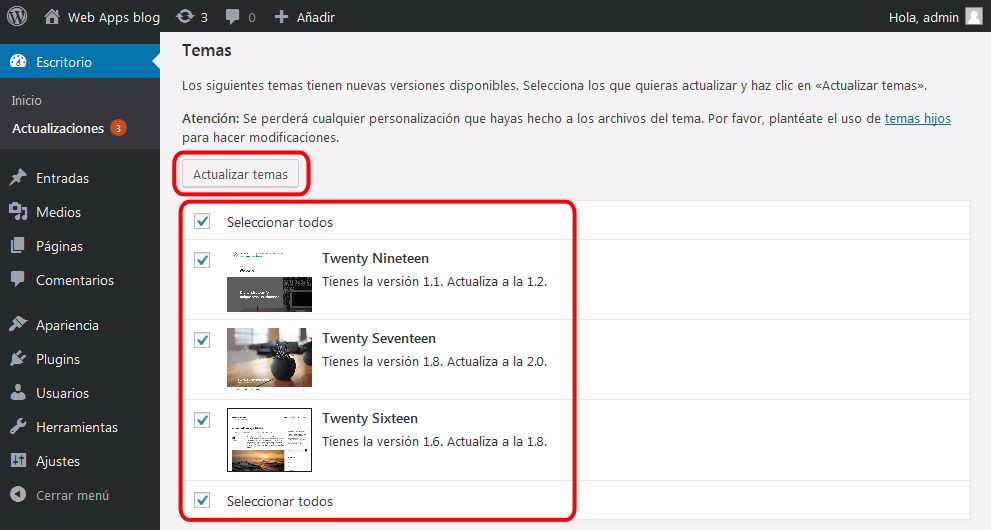 Web Apps blog 3 0 Añadir Hola, admin
Escritorio
Inicio
Actualizaciones 3
Entradas
Medios
Páginas
Comentarios
Apariencia
Plugins
Usuarios
Herramientas
Ajustes
Cerrar menú
Temas
Los siguientes temas tienen nuevas versiones disponibles. Selecciona los que quieras actualizar y haz clic en «Actualizar temas».
Atención: Se perderá cualquier personalización que hayas hecho a los archivos del tema. Por favor, plantéate el uso de temas hijos
para hacer modificaciones.
Actualizar temas
Seleccionar todos
Twenty Nineteen
Tienes la versión 1.1. Actualiza a la 1.2.
Twenty Seventeen
Tienes la versión 1.8. Actualiza a la 2.0.
Twenty Sixteen
Tienes la versión 1.6. Actualiza a la 1.8.
Seleccionar todos